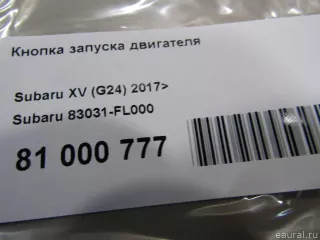 Кнопка запуска двигателя
Subaru XV (G24) 2017>
Subaru 83031-FL000
81 000 777
eaural.ru